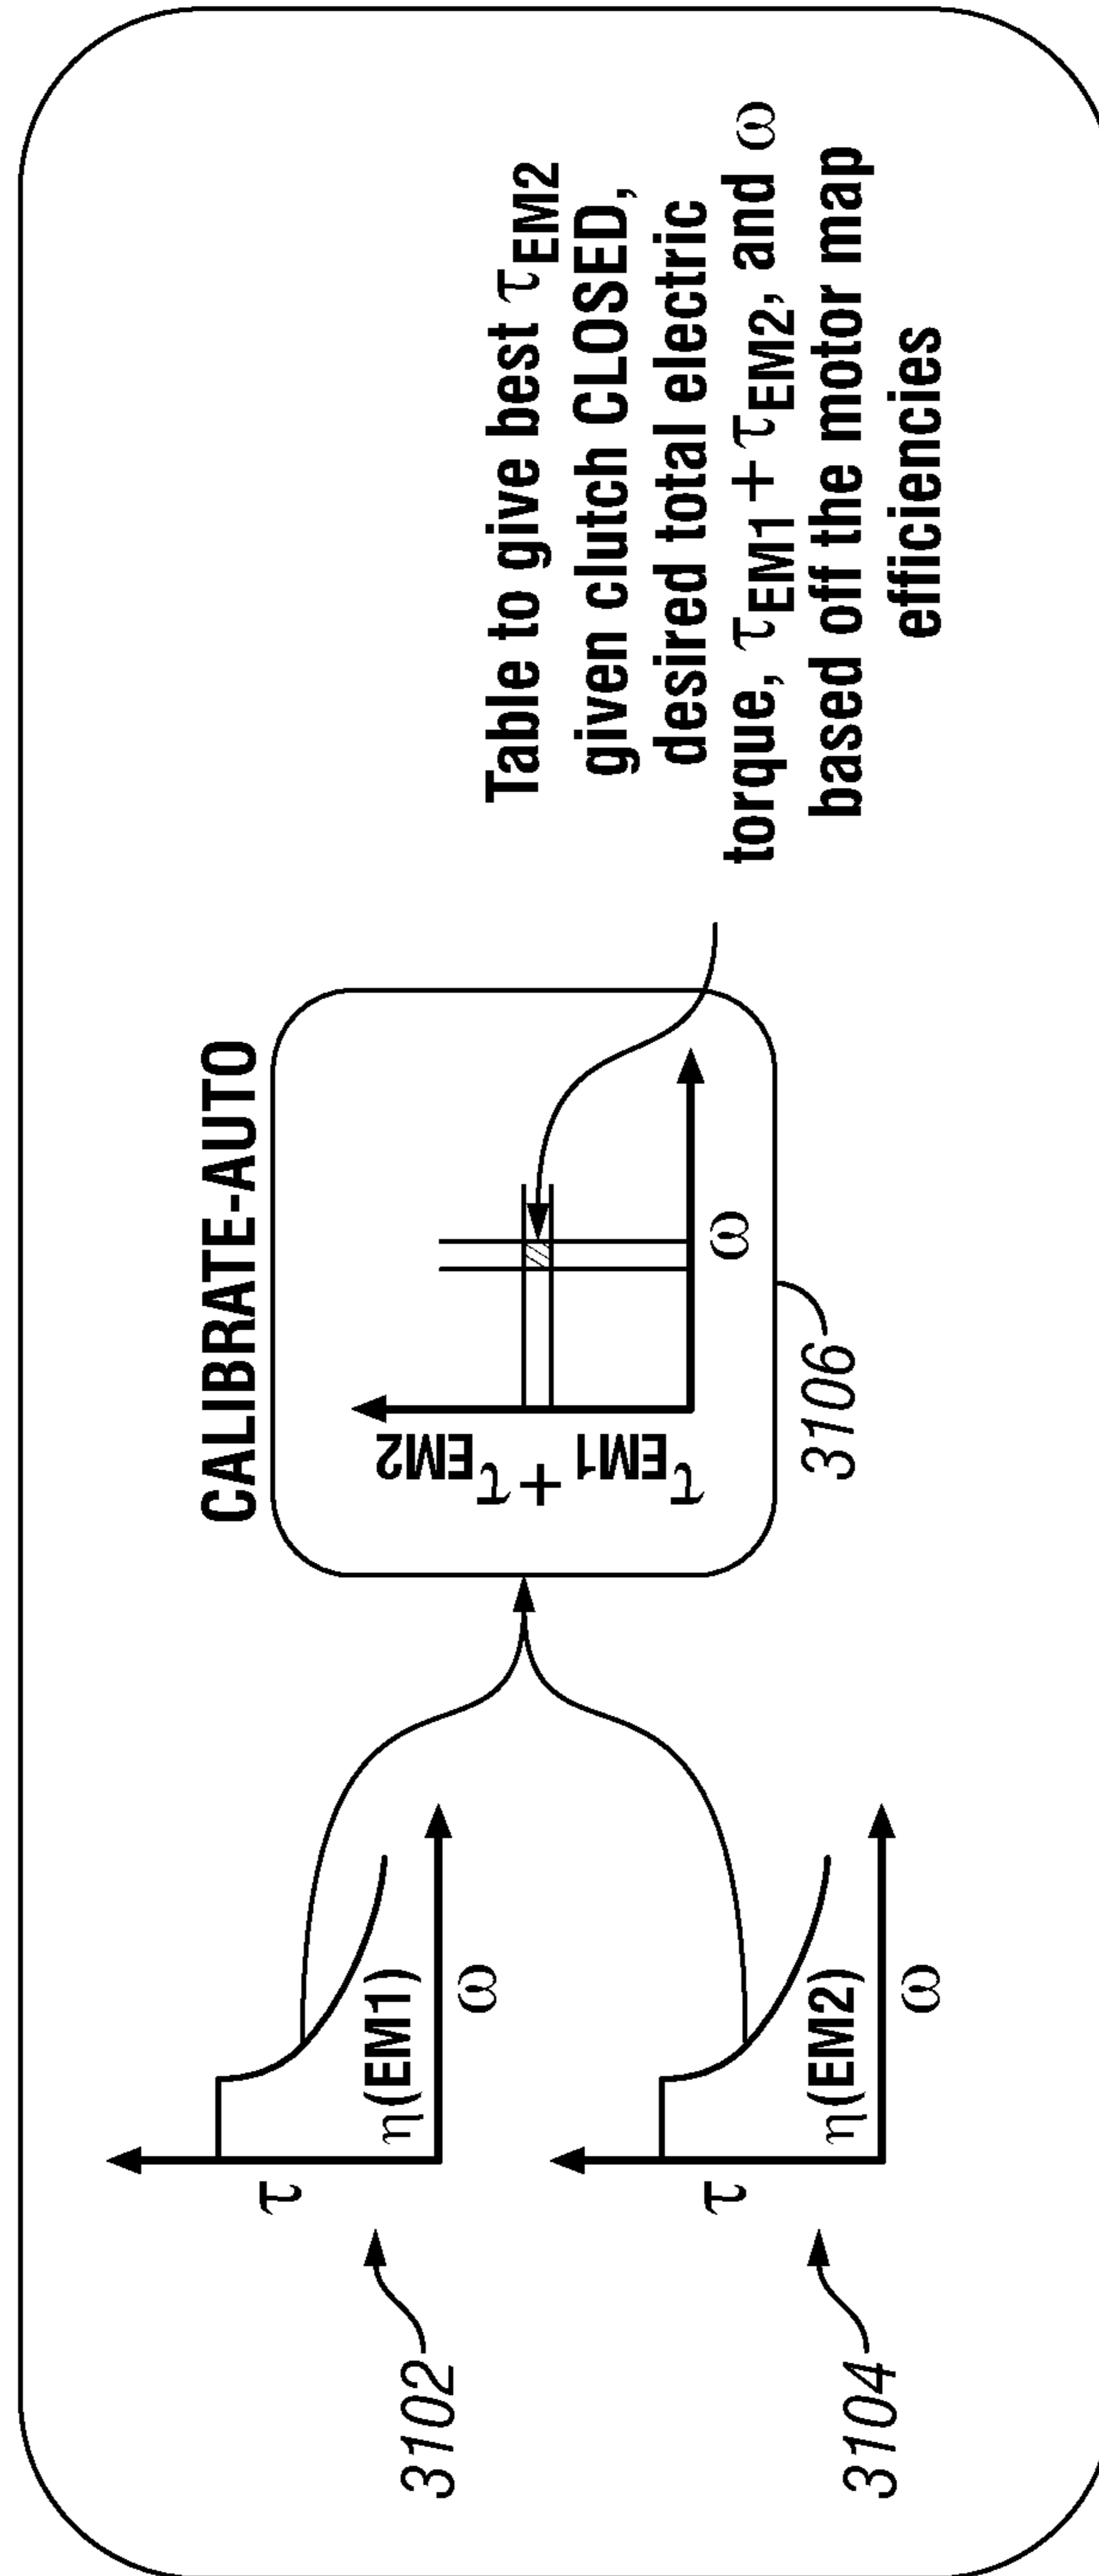 3102
τ
η(EM1)
ω
3104
τ
η(EM2)
ω
CALIBRATE-AUTO
τEM1 + τEM2
ω
3106
Table to give best τEM2
given clutch CLOSED,
desired total electric
torque, τEM1 + τEM2, and ω
based off the motor map
efficiencies